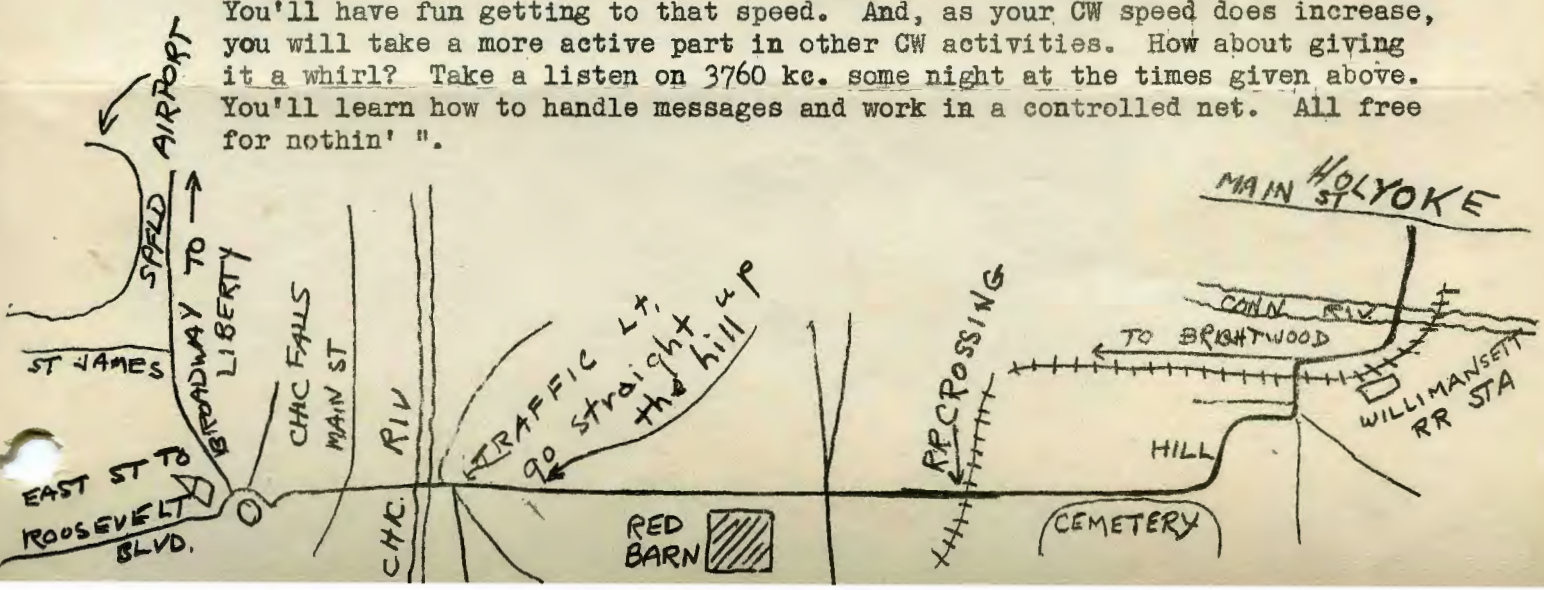 You'll have fun getting to that speed. And, as your CW speed does increase,
you will take a more active part in other CW activities. How about giving
it a whirl? Take a listen on 3760 kc. some night at the times given above.
You'll learn how to handle messages and work in a controlled net. All free
for nothin' ".
SPFLD AIRPORT
BROADWAY TO
LIBERTY
ST JAMES
EAST ST TO
ROOSEVELT
BLVD.
CHIC FALLS
MAIN ST
CHIC. RIV
TRAFFIC LT.
go straight
up
the hill
RED
BARN
RR CROSSING
CEMETERY
HILL
TO BRIGHTWOOD
CONN RIV.
MAIN ST
HOLYOKE
WILLIMANSETT
RR STA